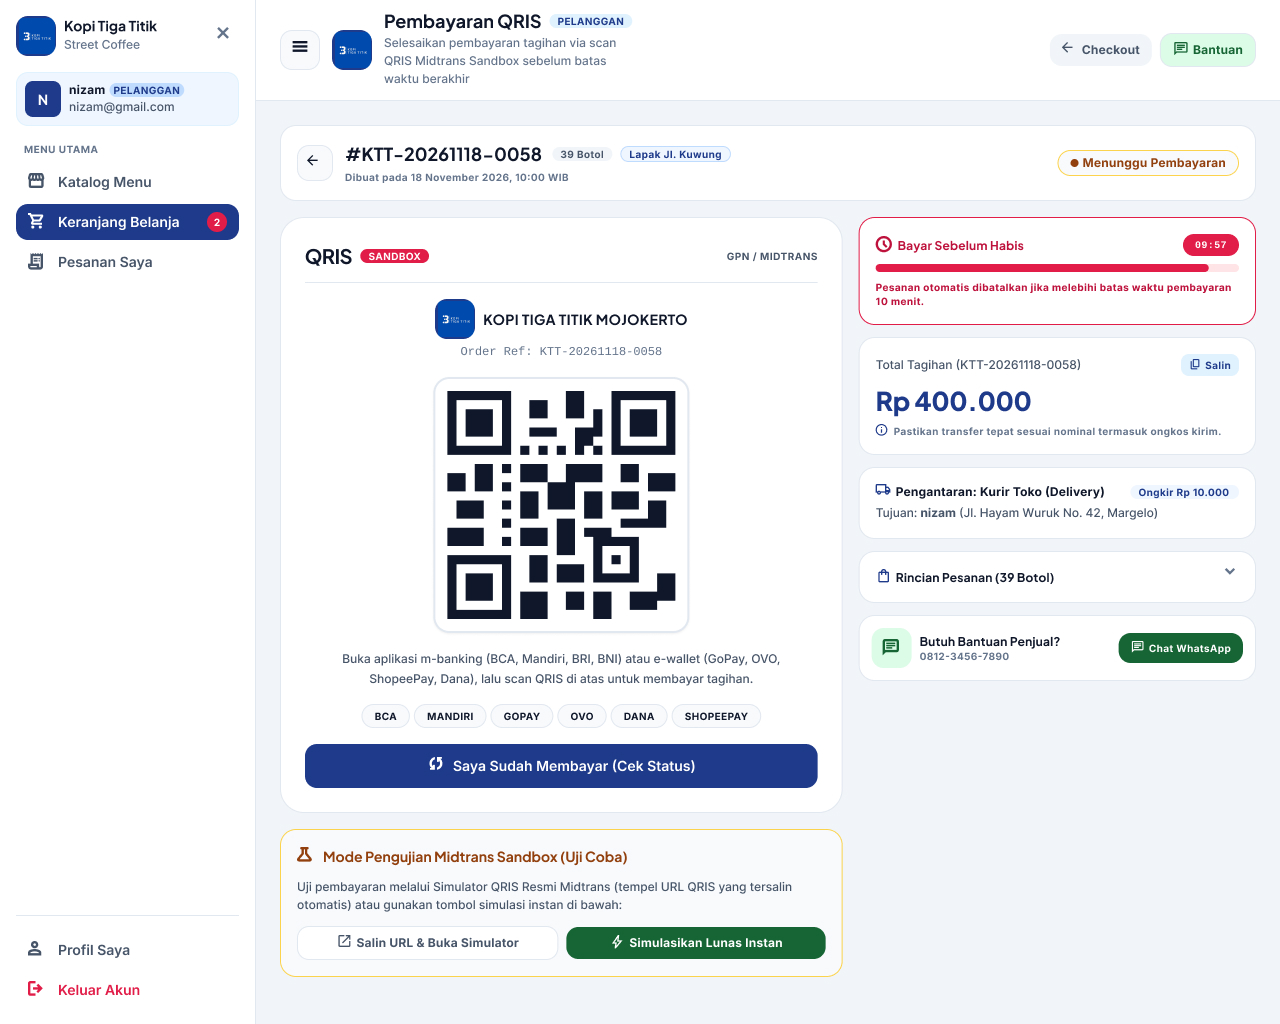 Kopi Tiga Titik
Street Coffee
N
nizam PELANGGAN
nizam@gmail.com
MENU UTAMA
Katalog Menu
Keranjang Belanja 2
Pesanan Saya
Profil Saya
Keluar Akun
Pembayaran QRIS PELANGGAN
Selesaikan pembayaran tagihan via scan
QRIS Midtrans Sandbox sebelum batas
waktu berakhir
Checkout
Bantuan
#KTT-20261118-0058 39 Botol Lapak Jl. Kuwung
Dibuat pada 18 November 2026, 10:00 WIB
Menunggu Pembayaran
QRIS SANDBOX
GPN / MIDTRANS
KOPI TIGA TITIK MOJOKERTO
Order Ref: KTT-20261118-0058
Buka aplikasi m-banking (BCA, Mandiri, BRI, BNI) atau e-wallet (GoPay, OVO,
ShopeePay, Dana), lalu scan QRIS di atas untuk membayar tagihan.
BCA MANDIRI GOPAY OVO DANA SHOPEEPAY
Saya Sudah Membayar (Cek Status)
Mode Pengujian Midtrans Sandbox (Uji Coba)
Uji pembayaran melalui Simulator QRIS Resmi Midtrans (tempel URL QRIS yang tersalin
otomatis) atau gunakan tombol simulasi instan di bawah:
Salin URL & Buka Simulator
Simulasikan Lunas Instan
Bayar Sebelum Habis 09:57
Pesanan otomatis dibatalkan jika melebihi batas waktu pembayaran
10 menit.
Total Tagihan (KTT-20261118-0058) Salin
Rp 400.000
Pastikan transfer tepat sesuai nominal termasuk ongkos kirim.
Pengantaran: Kurir Toko (Delivery) Ongkir Rp 10.000
Tujuan: nizam (Jl. Hayam Wuruk No. 42, Margelo)
Rincian Pesanan (39 Botol)
Butuh Bantuan Penjual?
0812-3456-7890
Chat WhatsApp